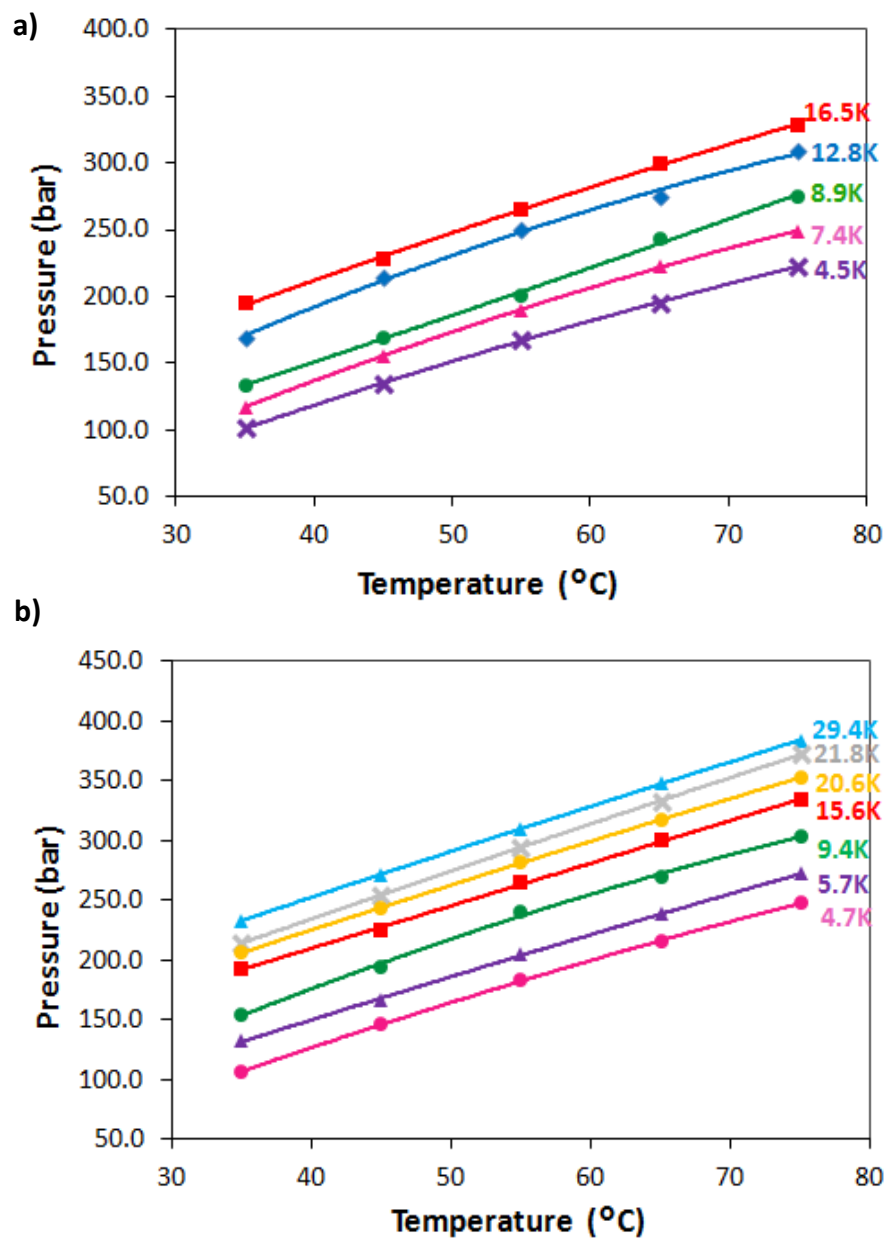 a)
400.0
350.0
300.0
250.0
200.0
150.0
100.0
50.0
Pressure (bar)
16.5K
12.8K
8.9K
7.4K
4.5K
30 40 50 60 70 80
Temperature (°C)
b)
450.0
400.0
350.0
300.0
250.0
200.0
150.0
100.0
50.0
Pressure (bar)
29.4K
21.8K
20.6K
15.6K
9.4K
5.7K
4.7K
30 40 50 60 70 80
Temperature (°C)